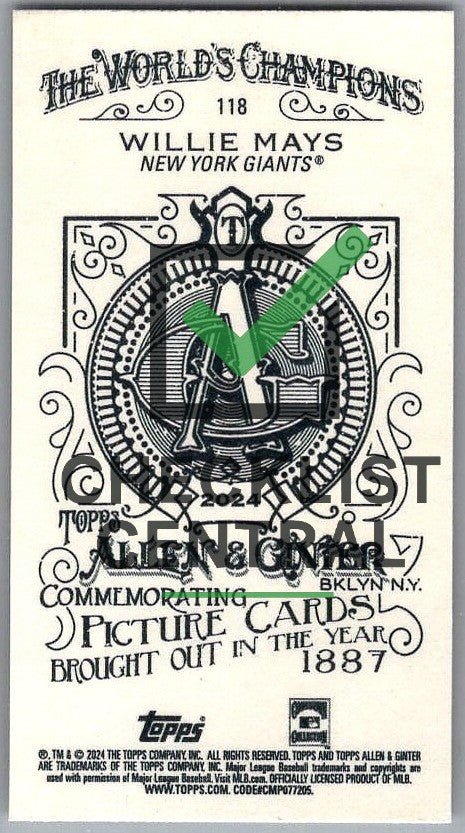 THE WORLD'S CHAMPIONS
118
WILLIE MAYS
NEW YORK GIANTS®
T
A&G
2024
CHECKLIST
CENTRAL
TOPPS
ALLEN & GINTER
BKLYN N.Y.
COMMEMORATING
PICTURE CARDS
BROUGHT OUT IN THE YEAR
1887
topps
COOPERSTOWN
COLLECTION
®, TM & © 2024 THE TOPPS COMPANY, INC. ALL RIGHTS RESERVED. TOPPS AND TOPPS ALLEN & GINTER
ARE TRADEMARKS OF THE TOPPS COMPANY, INC. Major League Baseball trademarks and copyrights are
used with permission of Major League Baseball. Visit MLB.com. OFFICIALLY LICENSED PRODUCT OF MLB.
WWW.TOPPS.COM. CODE#CMP077205.